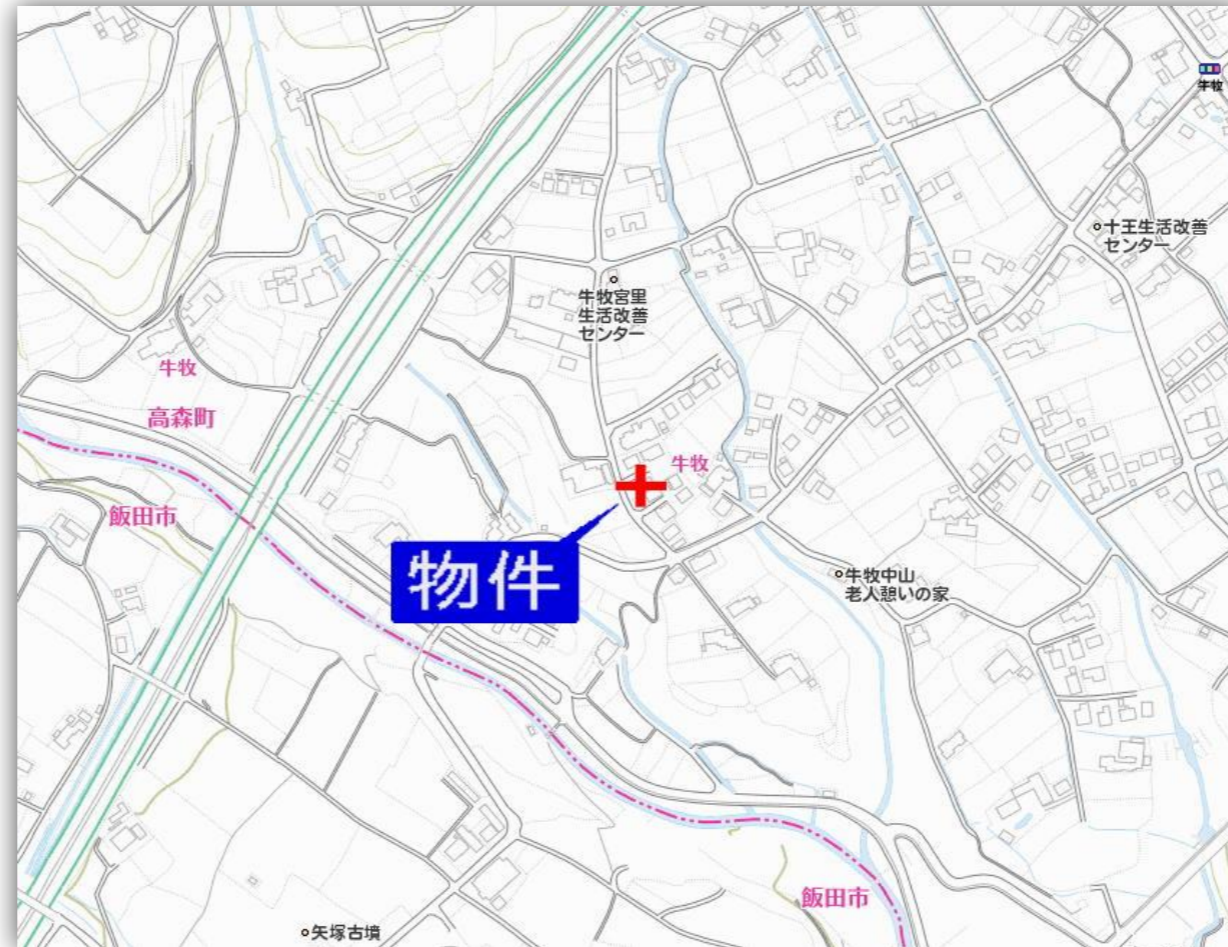 牛牧
十王生活改善
センター
牛牧宮里
生活改善
センター
牛牧
高森町
牛牧
飯田市
物件
牛牧中山
老人憩いの家
飯田市
矢塚古墳